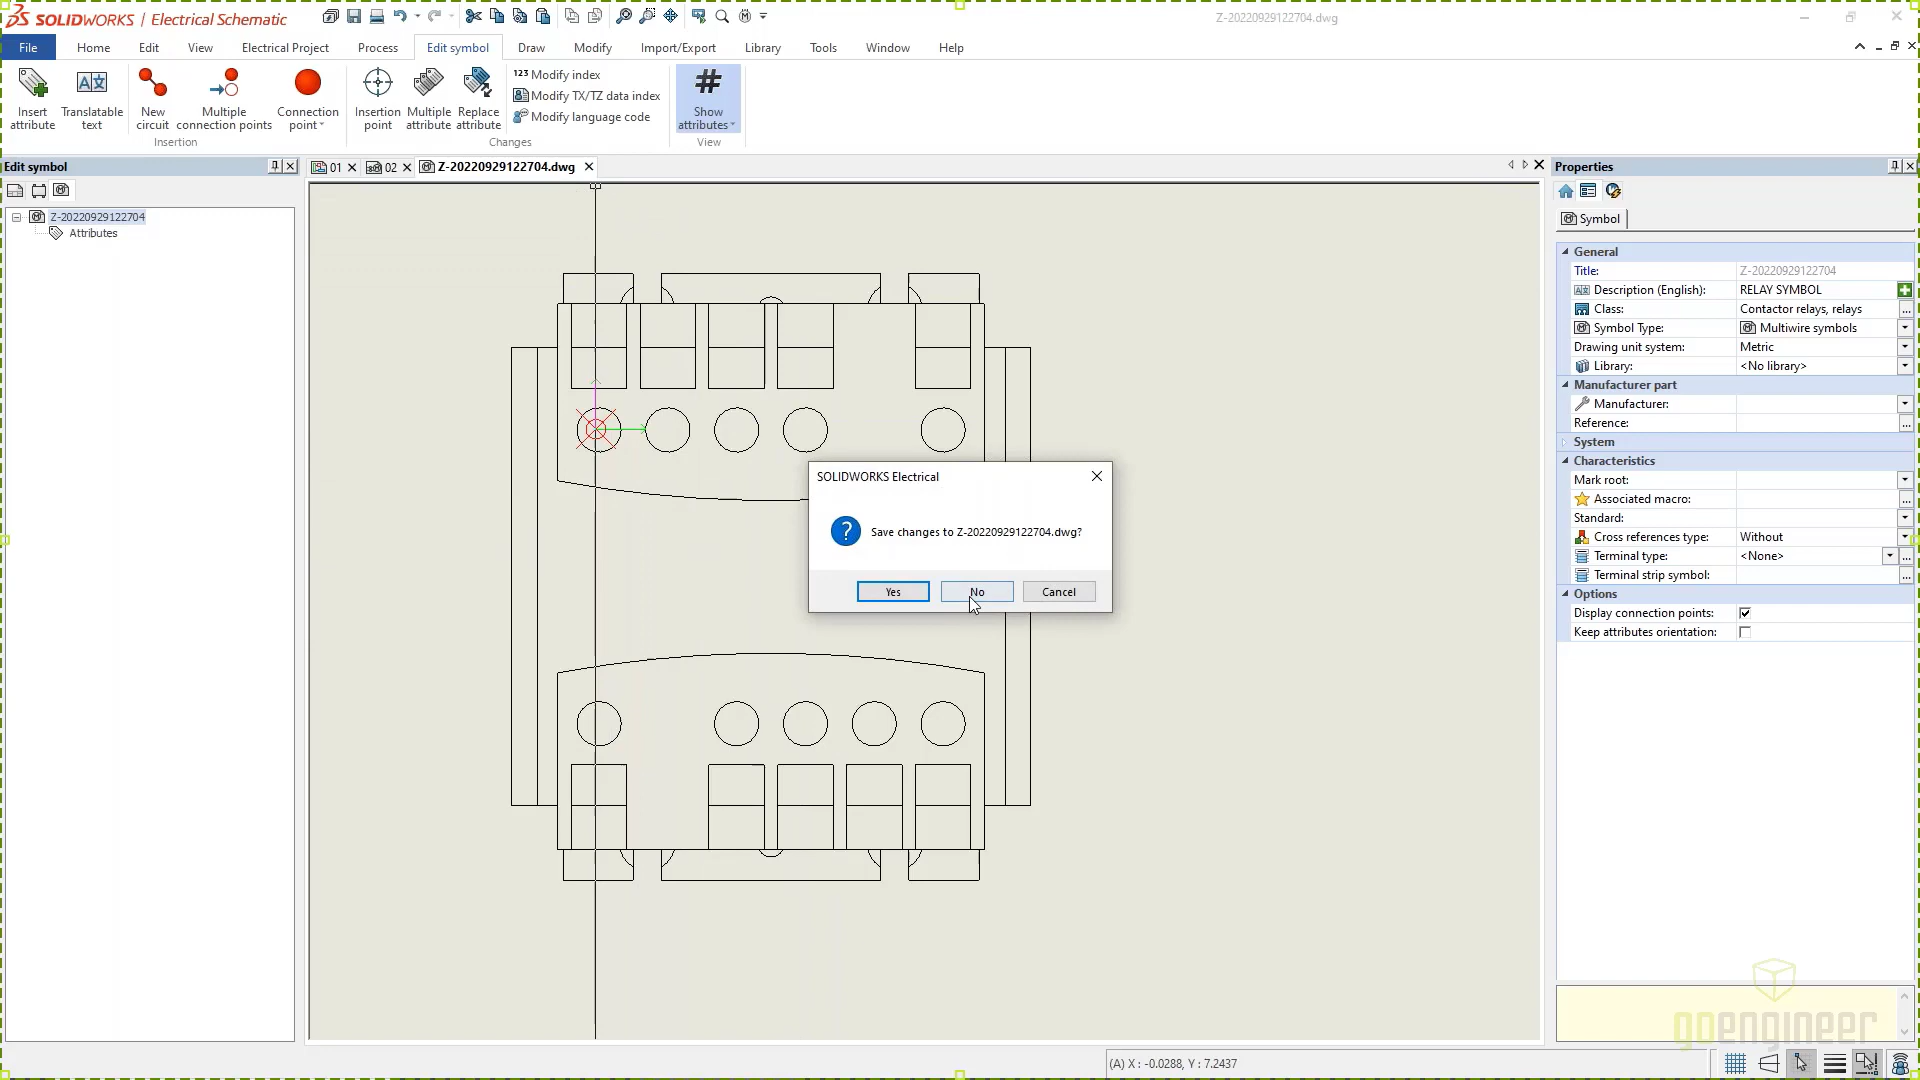 SOLIDWORKS | Electrical Schematic
Z-20220929122704.dwg
File
Home
Edit
View
Electrical Project
Process
Edit symbol
Draw
Modify
Import/Export
Library
Tools
Window
Help
Insert attribute
Translatable text
New circuit
Multiple connection points
Connection point
Insertion
Insertion point
Multiple attribute
Replace attribute
123 Modify index
Modify TX/TZ data index
Modify language code
Changes
# Show attributes
View
Edit symbol
01
02
Z-20220929122704.dwg
Properties
Z-20220929122704
Attributes
Symbol
General
Title: Z-20220929122704
Description (English): RELAY SYMBOL
Class: Contactor relays, relays
Symbol Type: Multiwire symbols
Drawing unit system: Metric
Library: <No library>
Manufacturer part
Manufacturer:
Reference:
System
Characteristics
Mark root:
Associated macro:
Standard:
Cross references type: Without
Terminal type: <None>
Terminal strip symbol:
Options
Display connection points:
Keep attributes orientation:
SOLIDWORKS Electrical
Save changes to Z-20220929122704.dwg?
Yes
No
Cancel
goengineer
(A) X : -0.0288, Y : 7.2437